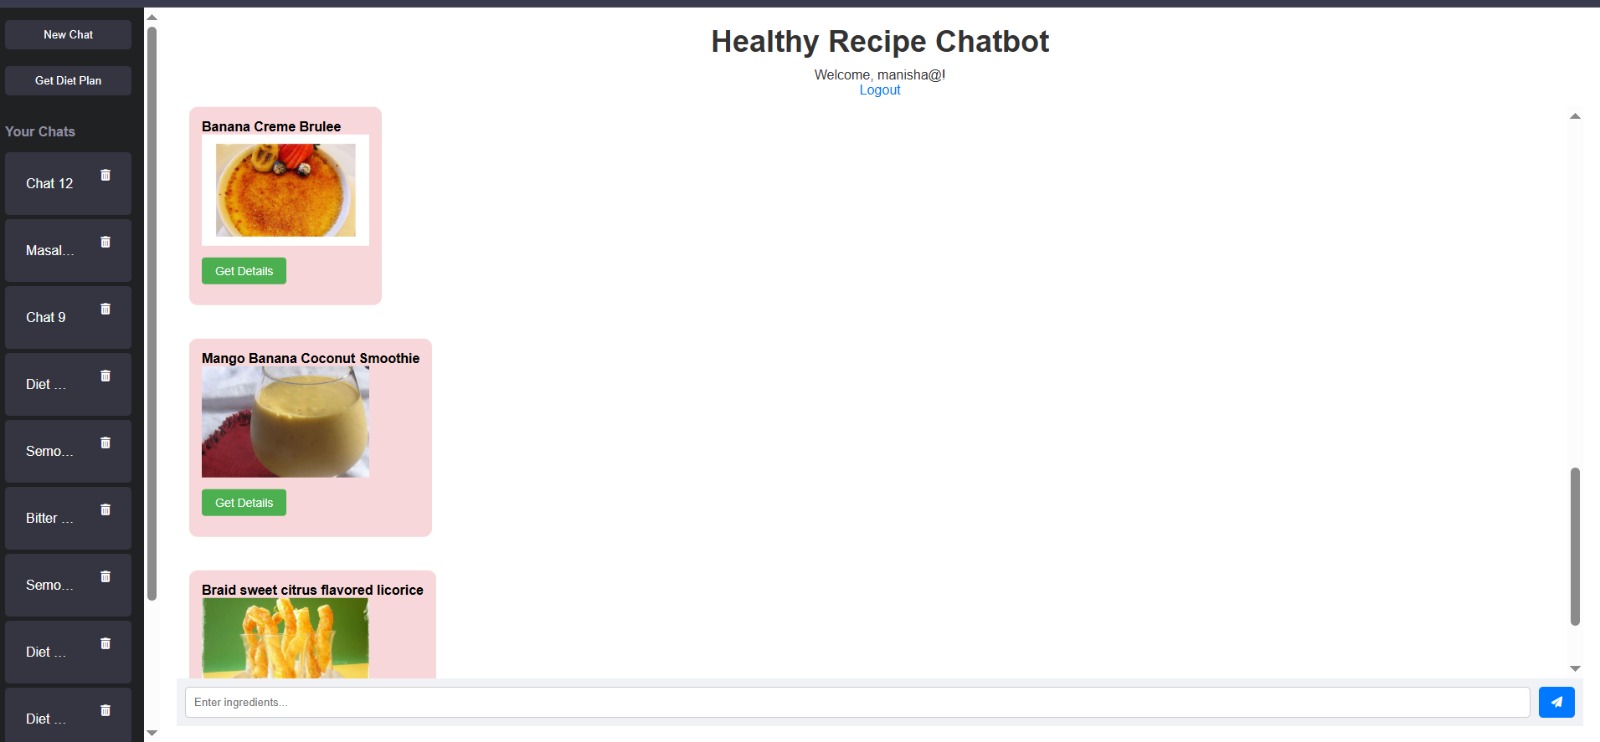 New Chat
Get Diet Plan
Your Chats
Chat 12
Masal...
Chat 9
Diet ...
Semo...
Bitter ...
Semo...
Diet ...
Diet ...
Healthy Recipe Chatbot
Welcome, manisha@!
Logout
Banana Creme Brulee
Get Details
Mango Banana Coconut Smoothie
Get Details
Braid sweet citrus flavored licorice
Enter ingredients...